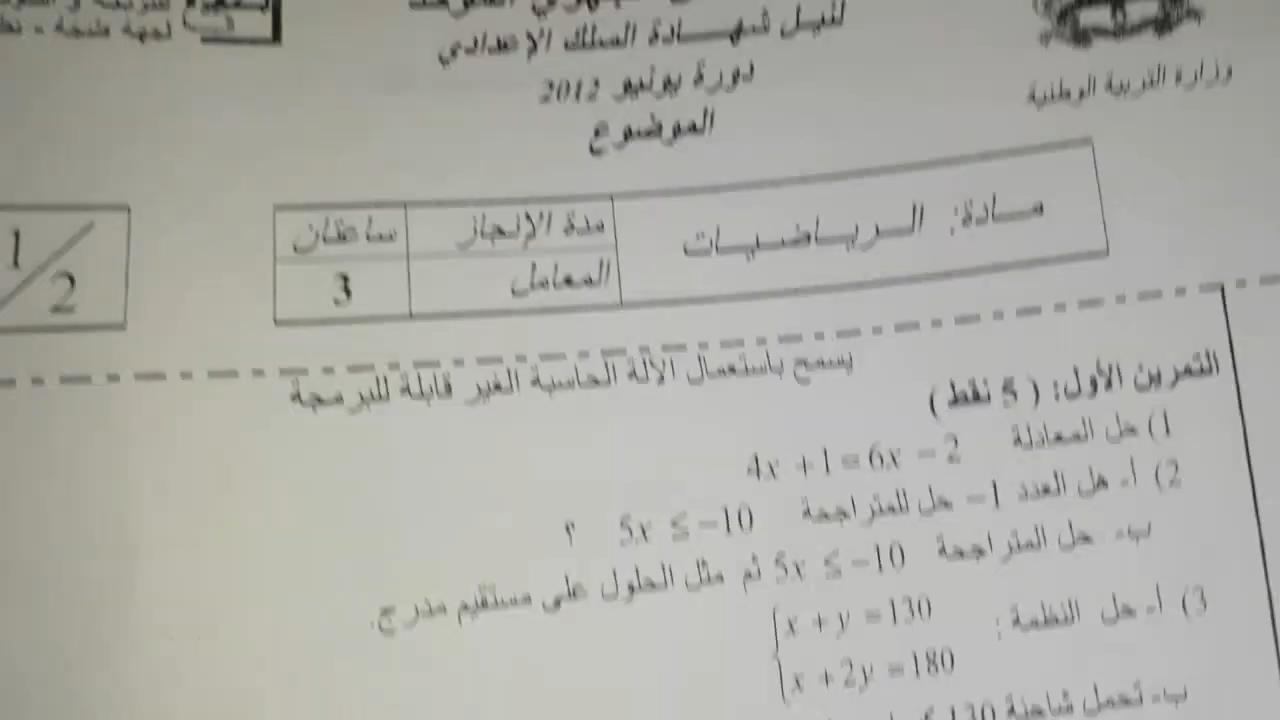 لنيل شهادة السلك الإعدادي
دورة يونيو 2012
الموضوع
وزارة التربية الوطنية
مادة: الرياضيات
مدة الإنجاز
ساعتان
المعامل
3
1/2
يسمح باستعمال الآلة الحاسبة الغير قابلة للبرمجة
التمرين الأول: (5 نقط)
1) حل المعادلة 4x + 1 = 6x − 2
2) أ- هل العدد 1− حل للمتراجحة 5x ≤ −10 ؟
ب- حل المتراجحة 5x ≤ −10 ثم مثل الحلول على مستقيم مدرج.
3) أ- حل النظمة :
x + y = 130
x + 2y = 180
ب- تحمل شاحنة 130